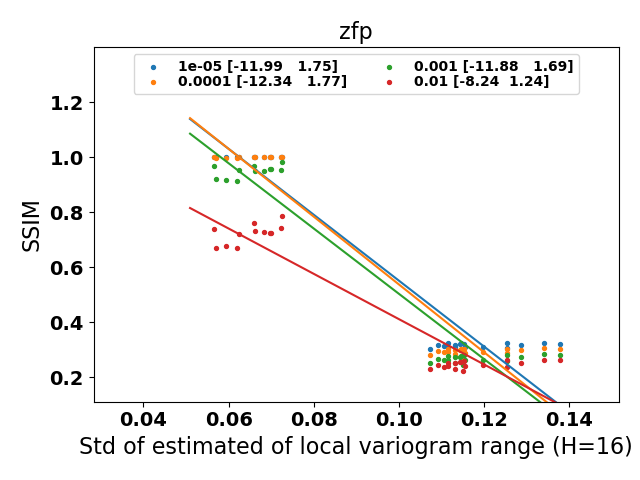 zfp
1e-05 [-11.99   1.75]
0.0001 [-12.34   1.77]
0.001 [-11.88   1.69]
0.01 [-8.24  1.24]
SSIM
1.2
1.0
0.8
0.6
0.4
0.2
0.04 0.06 0.08 0.10 0.12 0.14
Std of estimated of local variogram range (H=16)